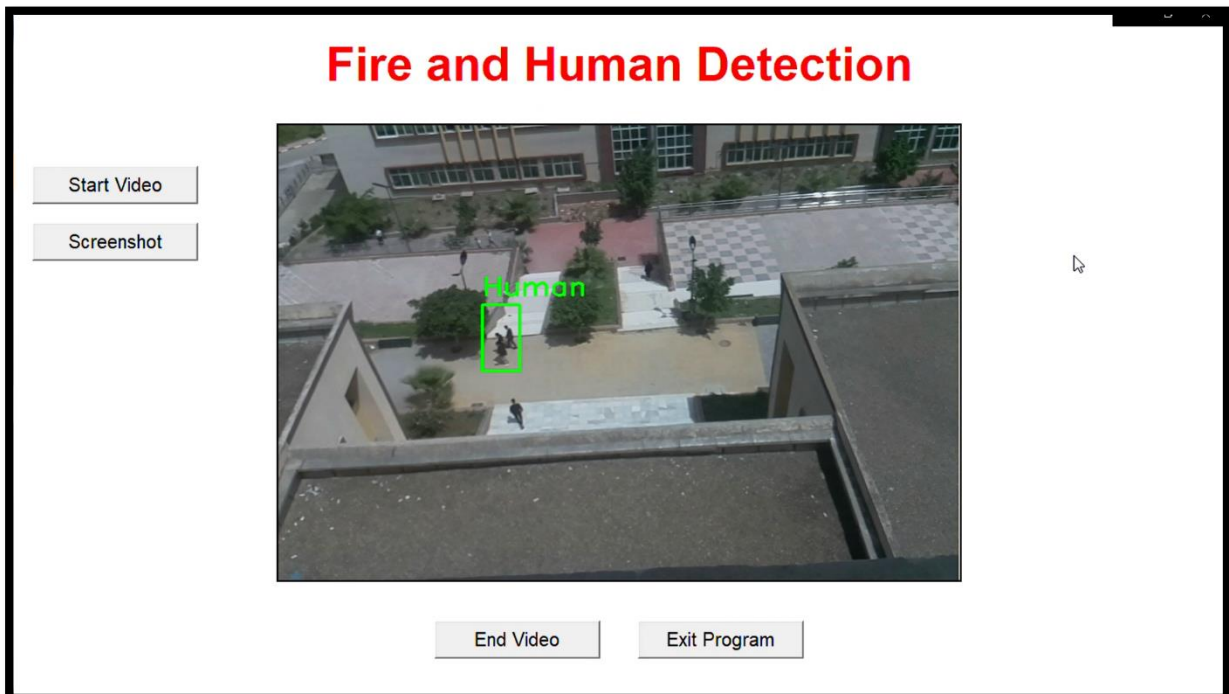 Fire and Human Detection
Start Video
Screenshot
Human
End Video
Exit Program